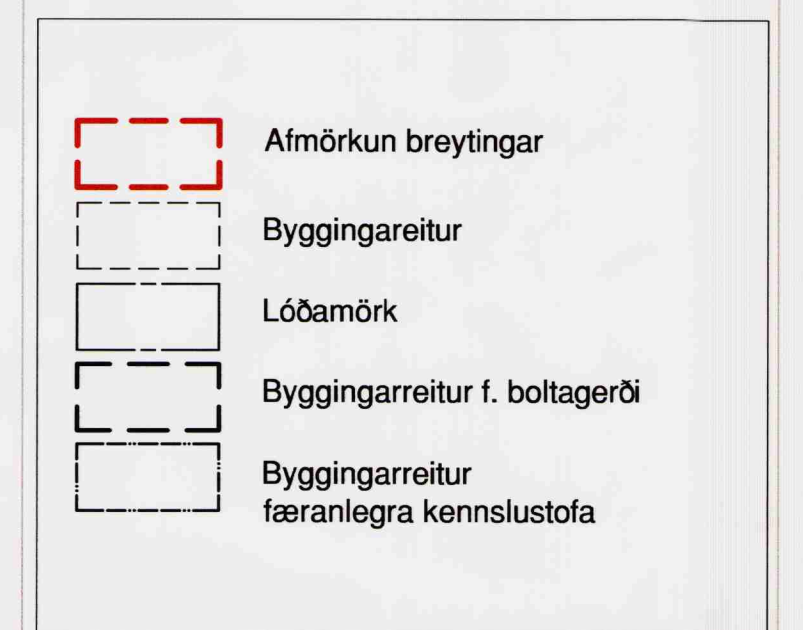 Afmörkun breytingar
Byggingareitur
Lóðamörk
Byggingarreitur f. boltagerði
Byggingarreitur
færanlegra kennslustofa